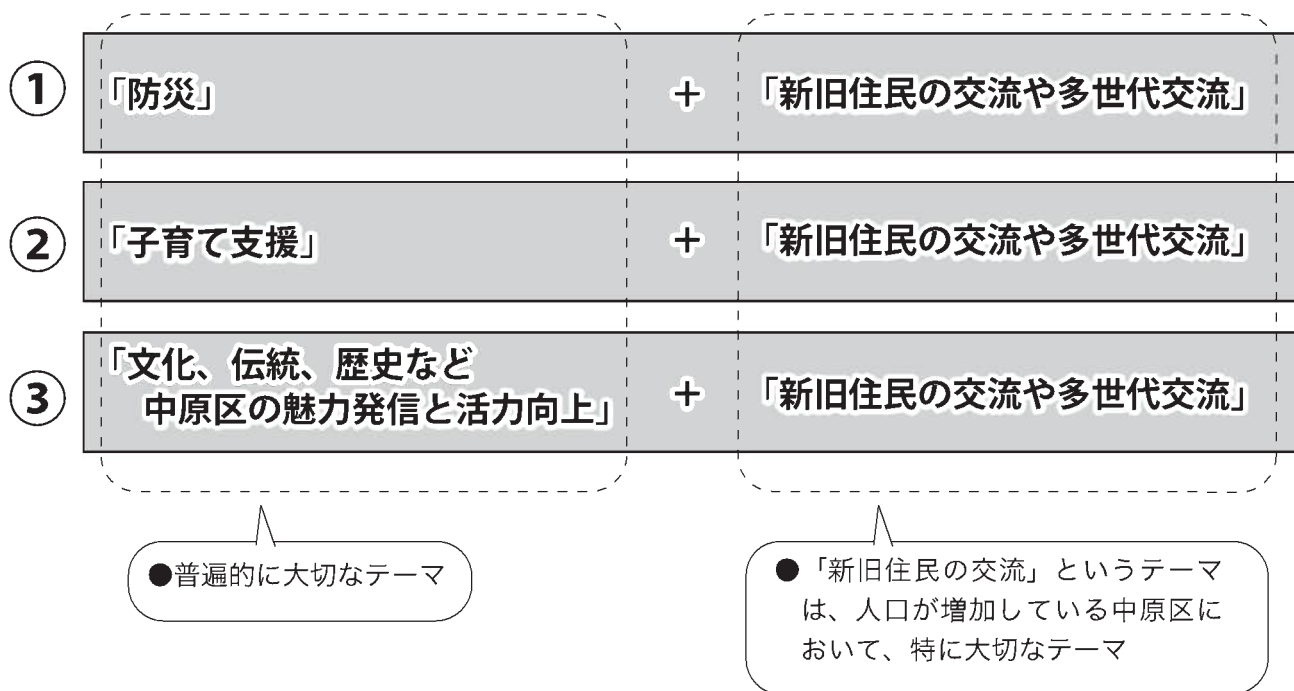 ① 「防災」 + 「新旧住民の交流や多世代交流」
② 「子育て支援」 + 「新旧住民の交流や多世代交流」
③ 「文化、伝統、歴史など
中原区の魅力発信と活力向上」 + 「新旧住民の交流や多世代交流」
●普遍的に大切なテーマ
●「新旧住民の交流」というテーマ
は、人口が増加している中原区に
おいて、特に大切なテーマ